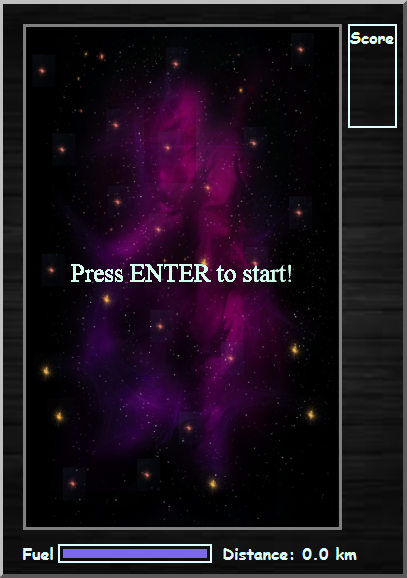 Score
Press ENTER to start!
Fuel
Distance: 0.0 km